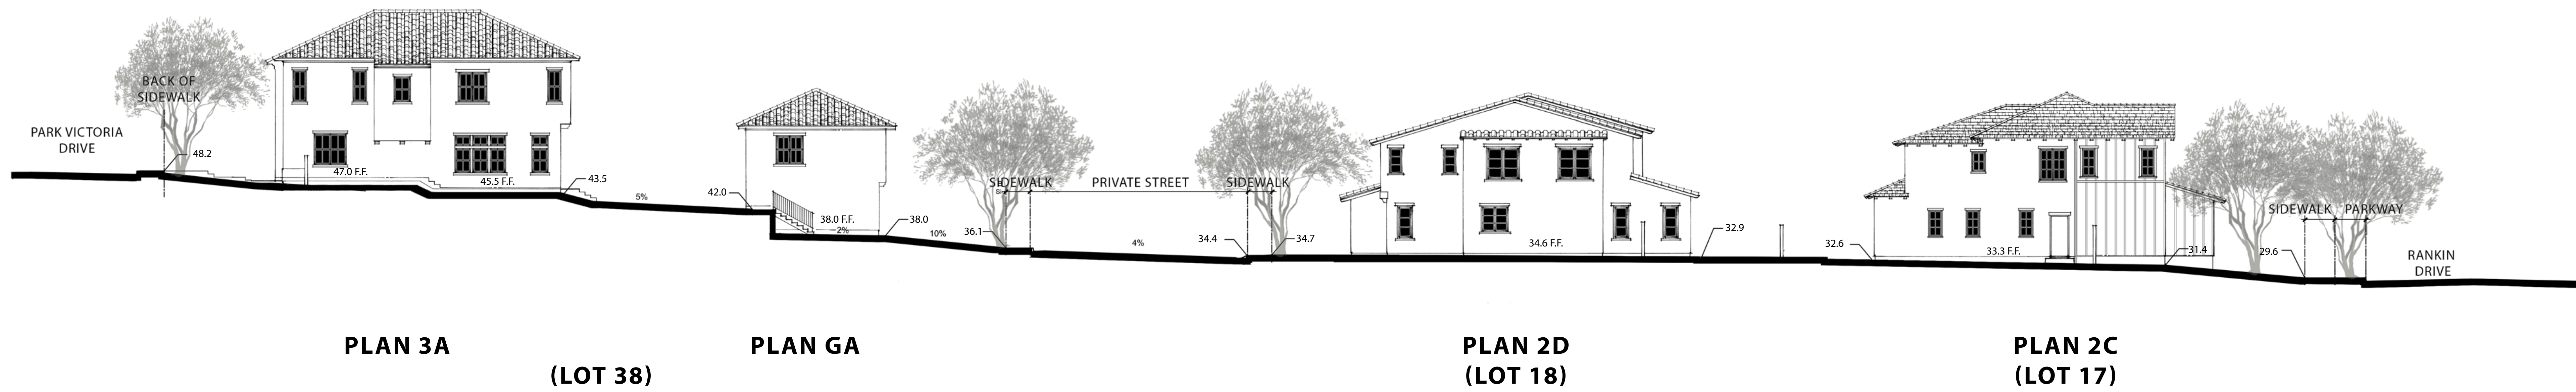 BACK OF
SIDEWALK
PARK VICTORIA
DRIVE
48.2
47.0 F.F.
45.5 F.F.
43.5
5%
42.0
38.0 F.F.
2%
38.0
10%
36.1
SIDEWALK
PRIVATE STREET
SIDEWALK
4%
34.4
34.7
34.6 F.F.
32.9
32.6
33.3 F.F.
31.4
29.6
SIDEWALK
PARKWAY
RANKIN
DRIVE
PLAN 3A
PLAN GA
(LOT 38)
PLAN 2D
(LOT 18)
PLAN 2C
(LOT 17)